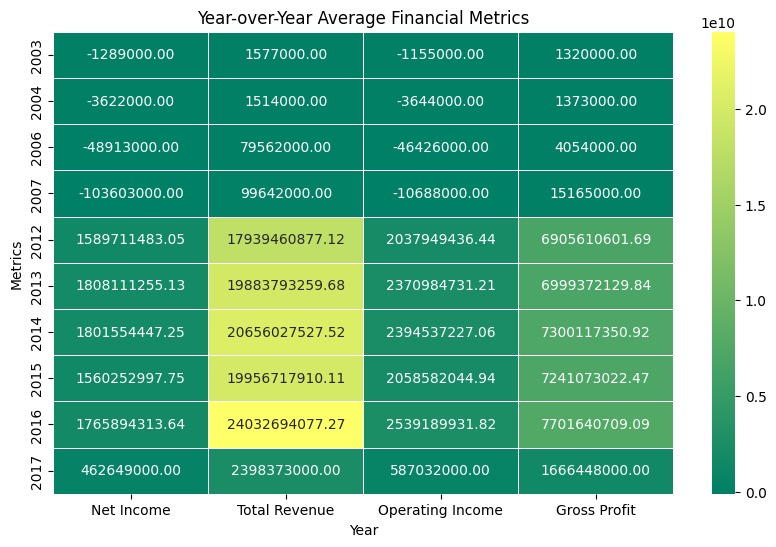 Year-over-Year Average Financial Metrics
1e10
2003 -1289000.00 1577000.00 -1155000.00 1320000.00
2004 -3622000.00 1514000.00 -3644000.00 1373000.00
2006 -48913000.00 79562000.00 -46426000.00 4054000.00
2007 -103603000.00 99642000.00 -10688000.00 15165000.00
2012 1589711483.05 17939460877.12 2037949436.44 6905610601.69
2013 1808111255.13 19883793259.68 2370984731.21 6999372129.84
2014 1801554447.25 20656027527.52 2394537227.06 7300117350.92
2015 1560252997.75 19956717910.11 2058582044.94 7241073022.47
2016 1765894313.64 24032694077.27 2539189931.82 7701640709.09
2017 462649000.00 2398373000.00 587032000.00 1666448000.00
Metrics
Net Income Total Revenue Operating Income Gross Profit
Year
2.0
1.5
1.0
0.5
0.0